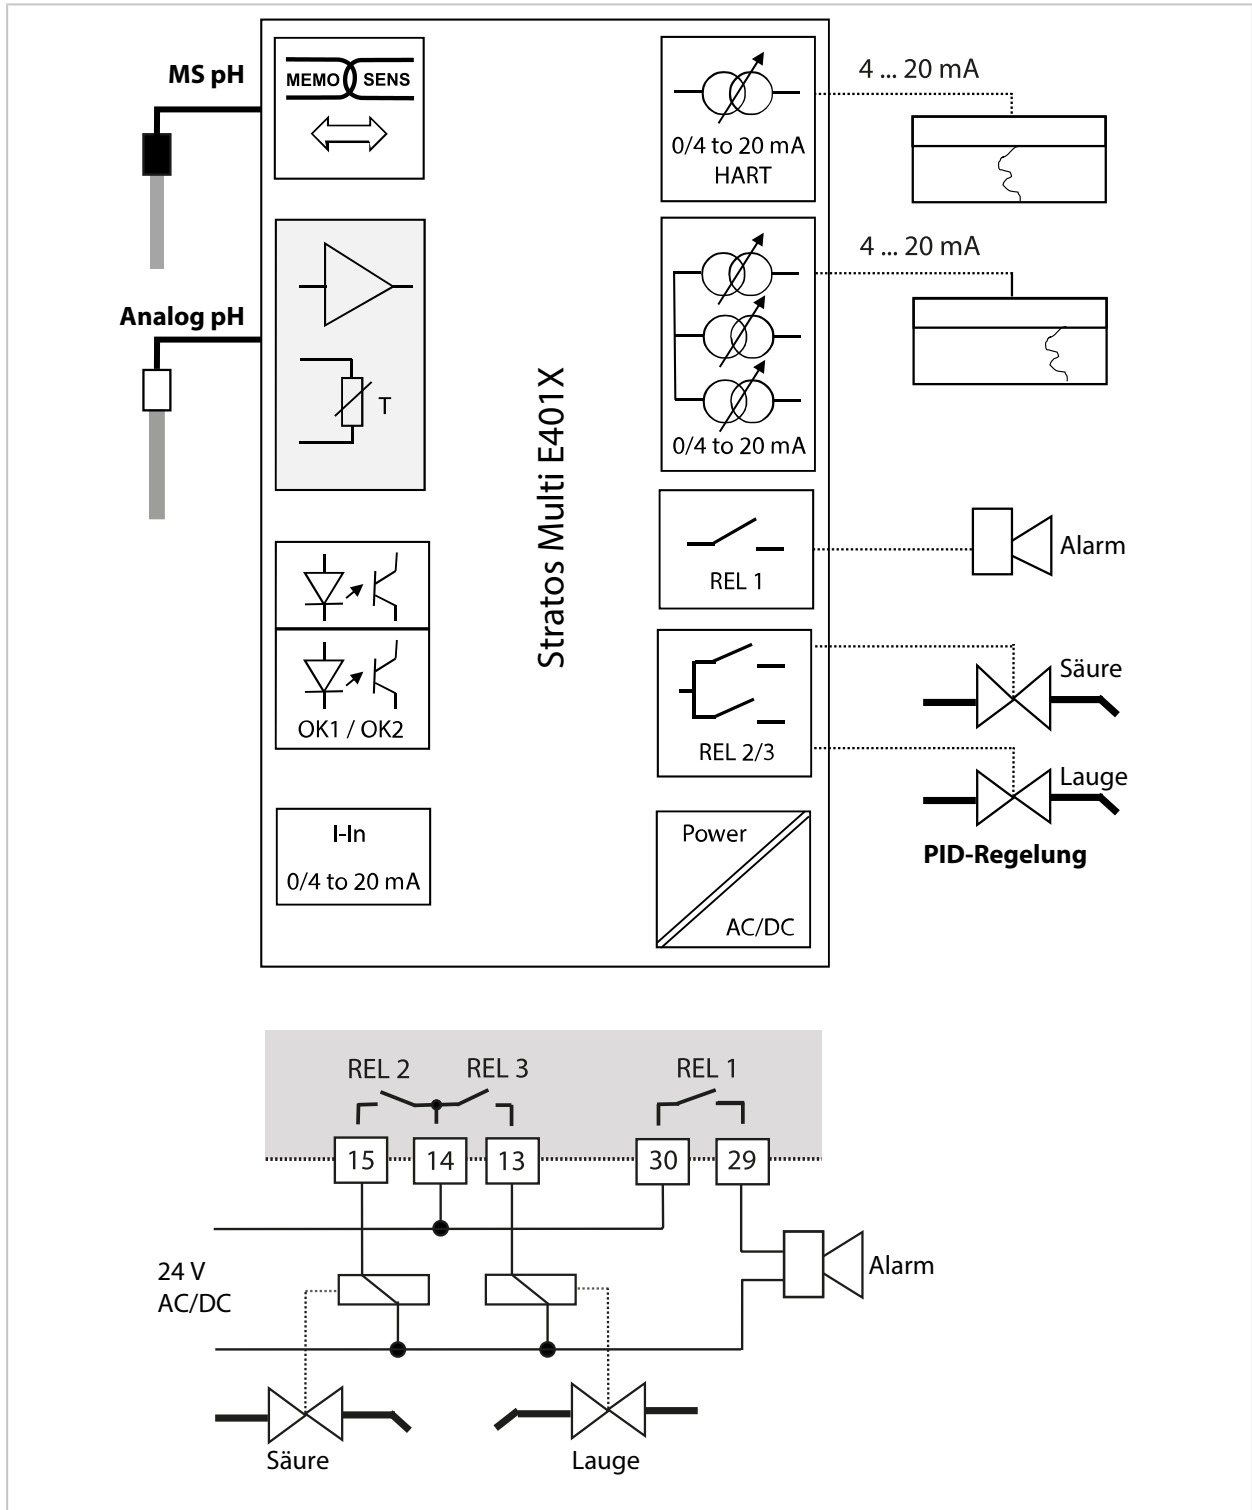 MS pH
MEMO SENS
4 ... 20 mA
0/4 to 20 mA
HART
4 ... 20 mA
Analog pH
T
0/4 to 20 mA
Stratos Multi E401X
REL 1
Alarm
OK1 / OK2
REL 2/3
Säure
Lauge
PID-Regelung
I-In
0/4 to 20 mA
Power
AC/DC
REL 2 REL 3 REL 1
15 14 13 30 29
24 V
AC/DC
Alarm
Säure
Lauge